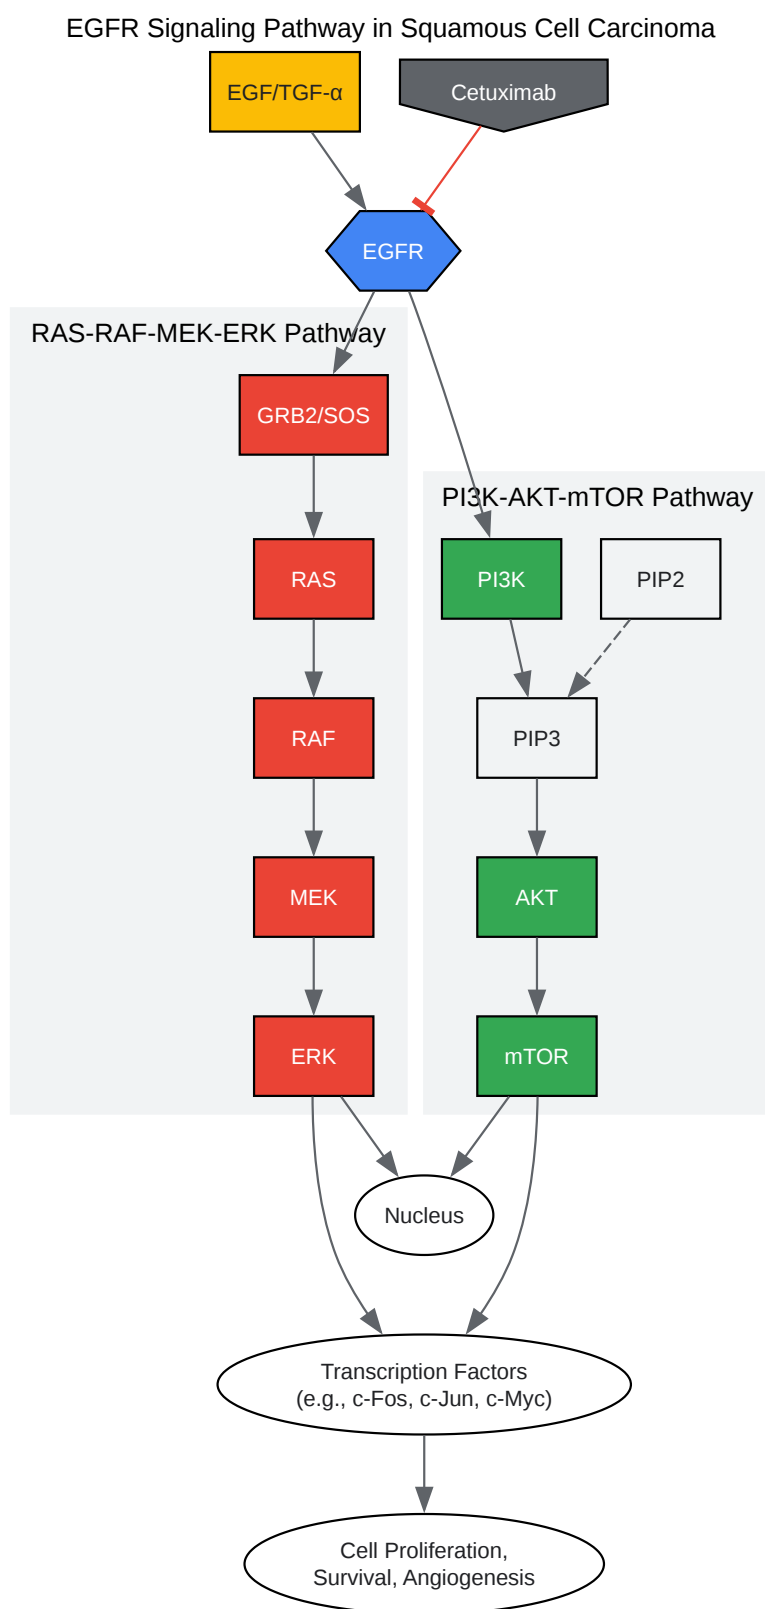 EGFR Signaling Pathway in Squamous Cell Carcinoma
EGF/TGF-α
Cetuximab
EGFR
RAS-RAF-MEK-ERK Pathway
GRB2/SOS
PI3K-AKT-mTOR Pathway
RAS
PI3K
PIP2
RAF
PIP3
MEK
AKT
ERK
mTOR
Nucleus
Transcription Factors
(e.g., c-Fos, c-Jun, c-Myc)
Cell Proliferation,
Survival, Angiogenesis